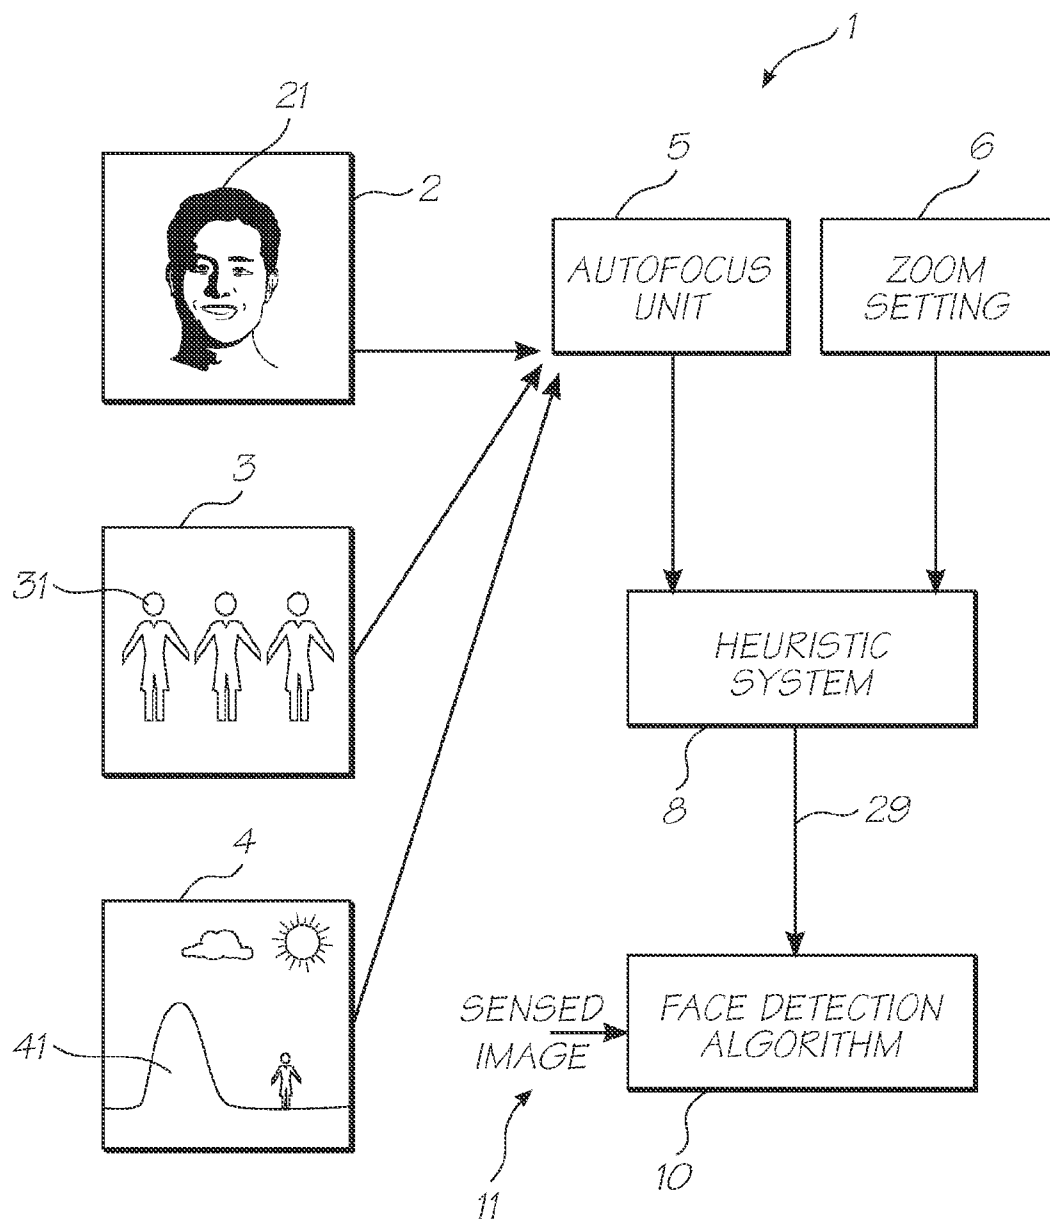 1
21
2
5
6
AUTOFOCUS
UNIT
ZOOM
SETTING
3
31
HEURISTIC
SYSTEM
8
29
4
41
SENSED
IMAGE
FACE DETECTION
ALGORITHM
11
10